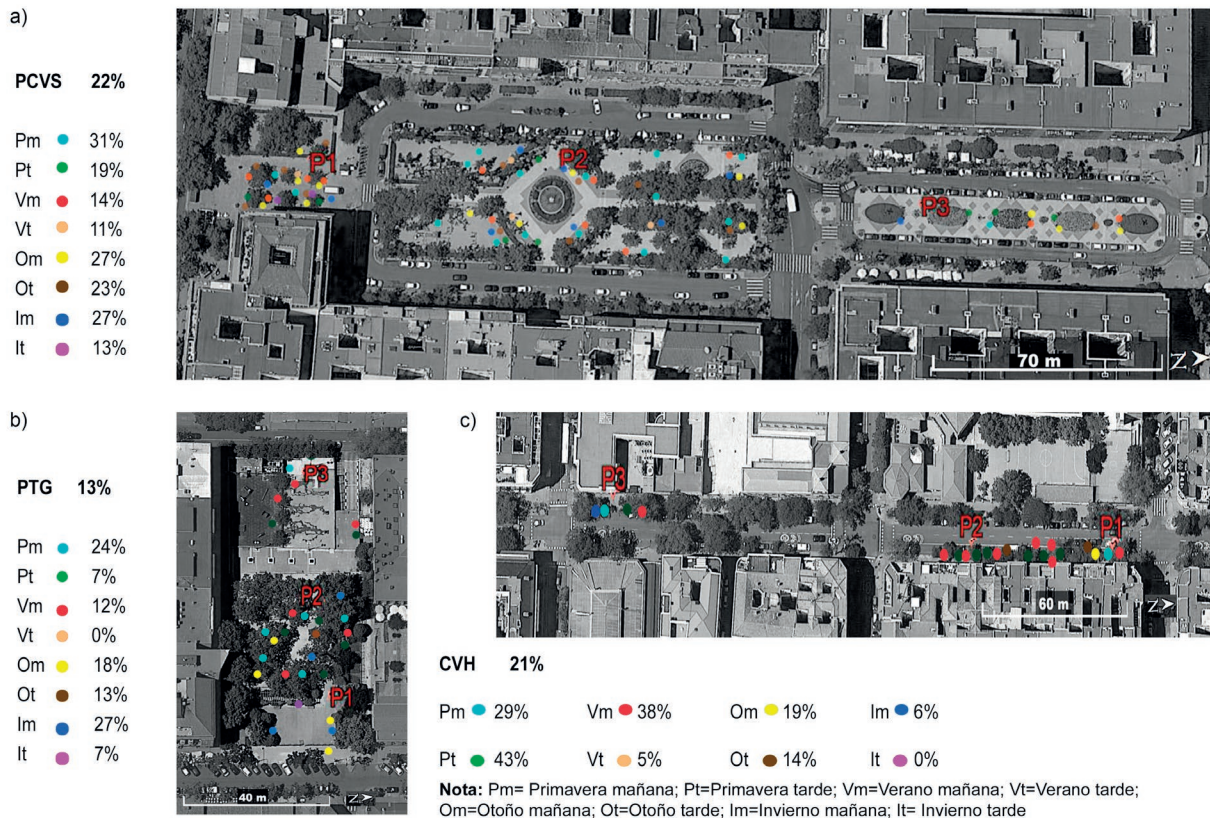 a)
PCVS 22%
Pm 31%
Pt 19%
Vm 14%
Vt 11%
Om 27%
Ot 23%
Im 27%
It 13%
P1
P2
P3
70 m
Z
b)
PTG 13%
Pm 24%
Pt 7%
Vm 12%
Vt 0%
Om 18%
Ot 13%
Im 27%
It 7%
P3
P2
P1
40 m
Z
c)
P3
P2
P1
60 m
Z
CVH 21%
Pm 29% Vm 38% Om 19% Im 6%
Pt 43% Vt 5% Ot 14% It 0%
Nota: Pm= Primavera mañana; Pt=Primavera tarde; Vm=Verano mañana; Vt=Verano tarde;
Om=Otoño mañana; Ot=Otoño tarde; Im=Invierno mañana; It= Invierno tarde